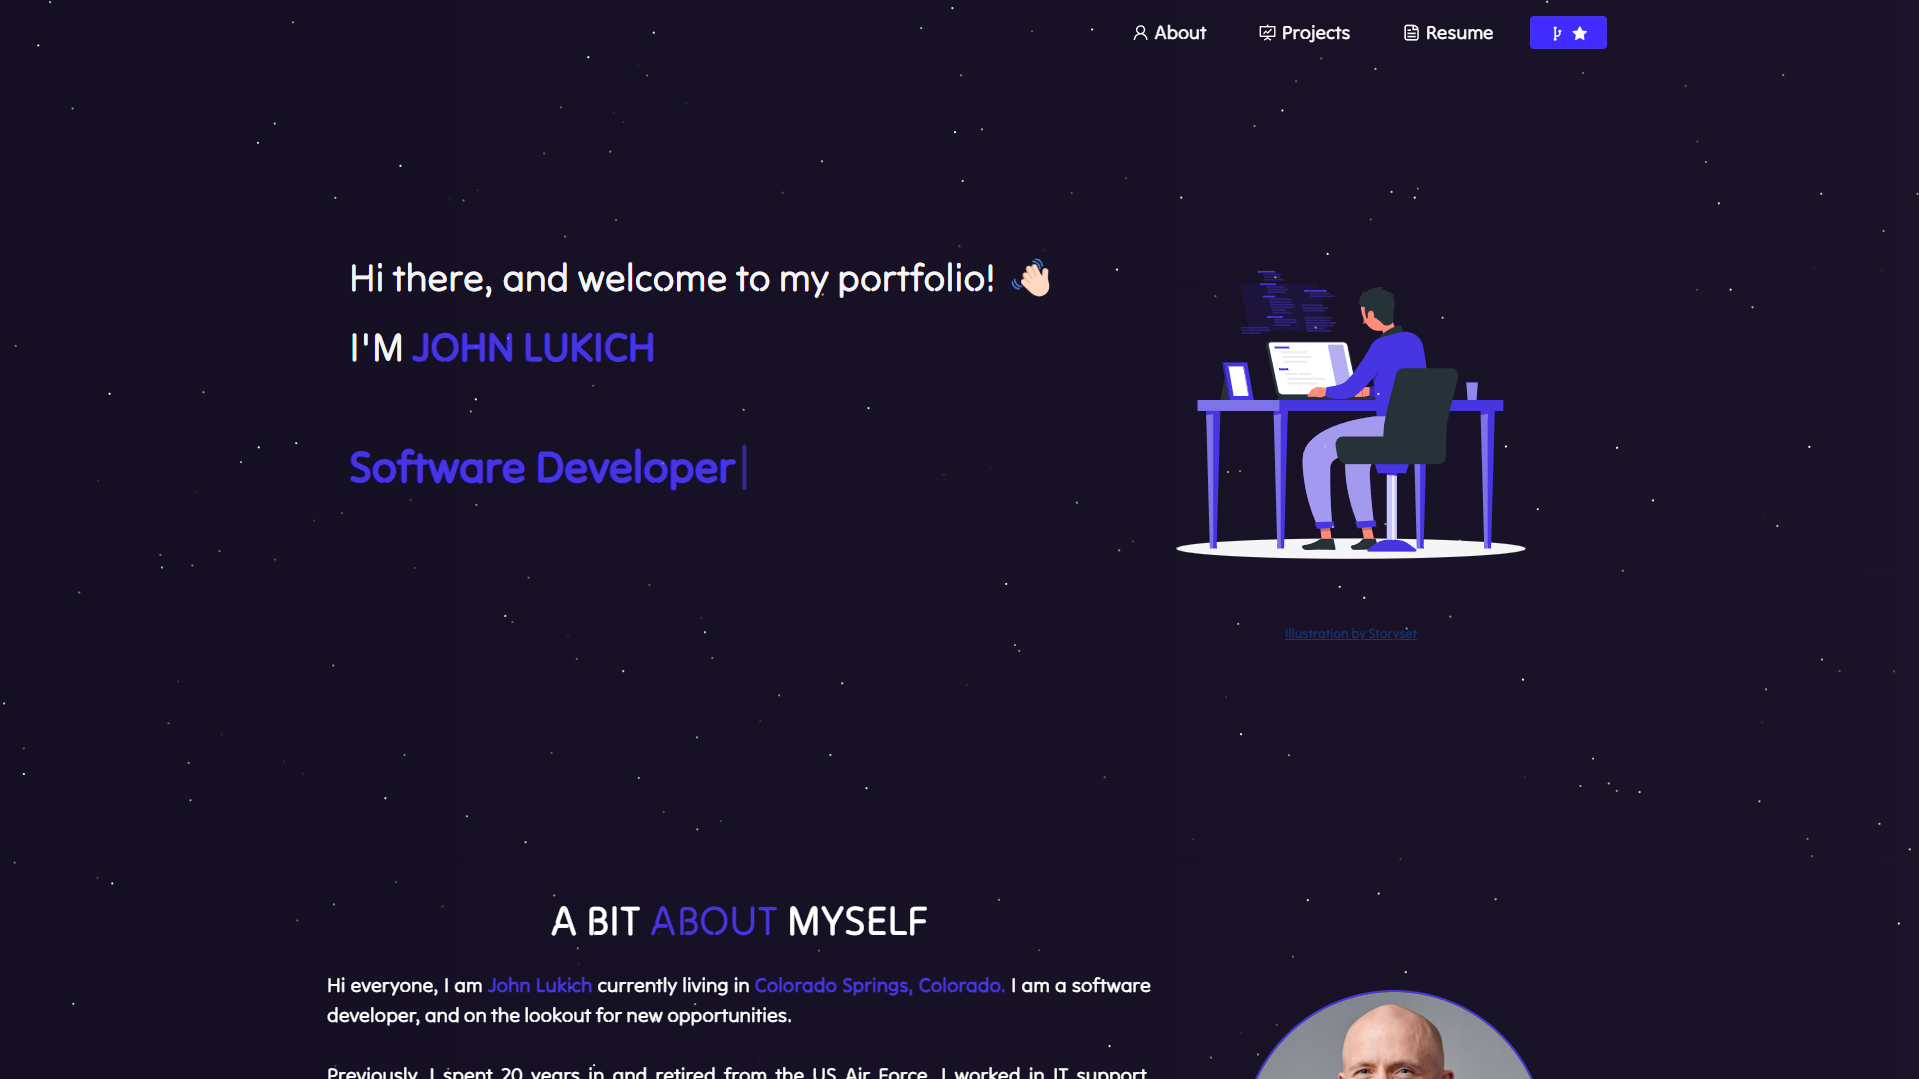 About
Projects
Resume
Hi there, and welcome to my portfolio!
I'M JOHN LUKICH
Software Developer
Illustration by Storyset
A BIT ABOUT MYSELF
Hi everyone, I am John Lukich currently living in Colorado Springs, Colorado. I am a software
developer, and on the lookout for new opportunities.
Previously, I spent 20 years in and retired from the US Air Force. I worked in IT support,